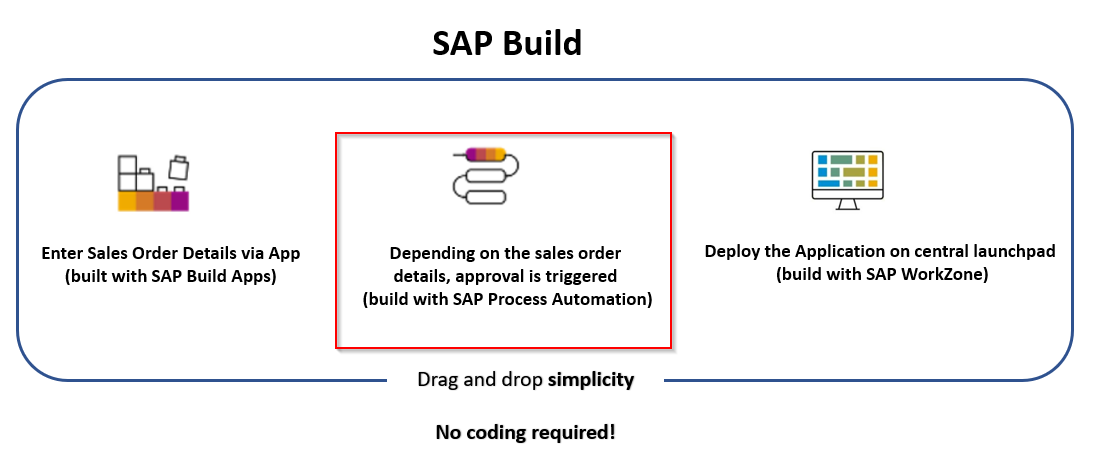 SAP Build
Enter Sales Order Details via App
(built with SAP Build Apps)
Depending on the sales order
details, approval is triggered
(build with SAP Process Automation)
Deploy the Application on central launchpad
(build with SAP WorkZone)
Drag and drop simplicity
No coding required!